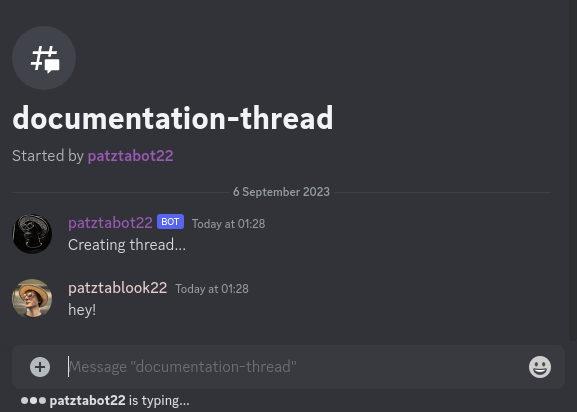 documentation-thread
Started by patztabot22
6 September 2023
patztabot22 BOT Today at 01:28
Creating thread...
patztablook22 Today at 01:28
hey!
Message "documentation-thread"
patztabot22 is typing...